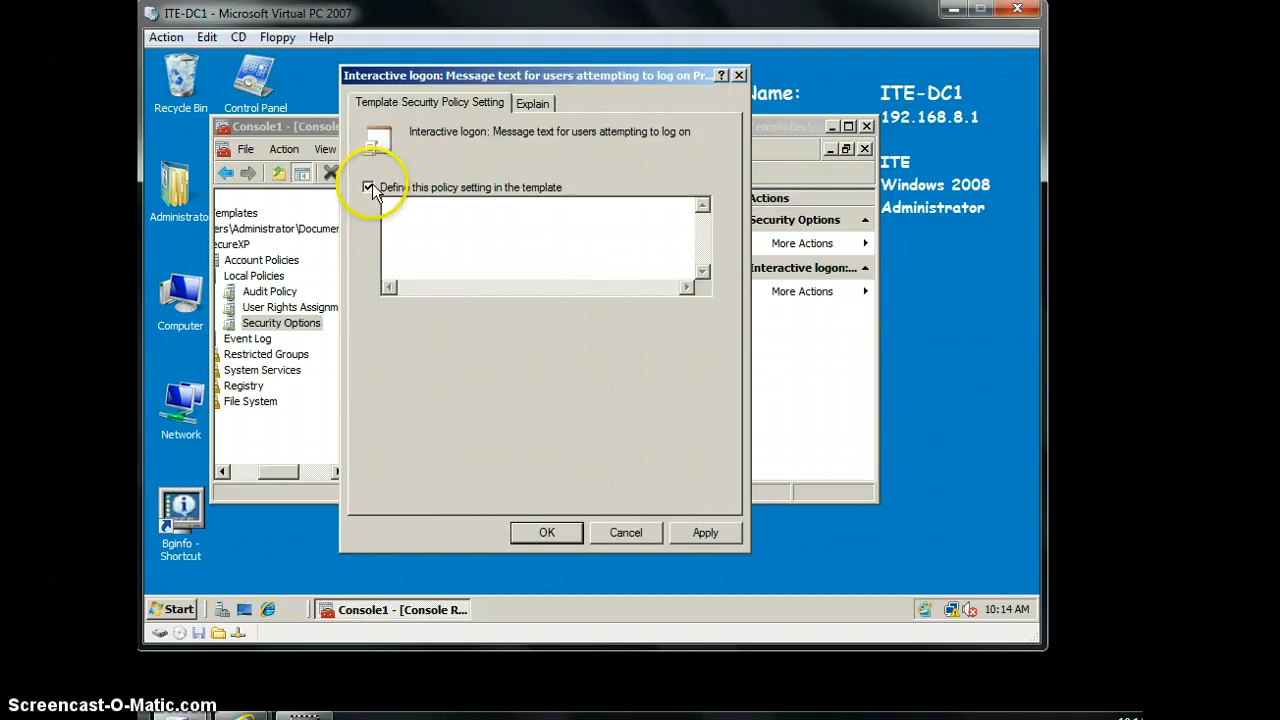 ITE-DC1 - Microsoft Virtual PC 2007
Action Edit CD Floppy Help
Recycle Bin
Control Panel
Administrato
Computer
Network
Bginfo -
Shortcut
Name:
ITE-DC1
192.168.8.1
ITE
Windows 2008
Administrator
Console1 - [Conso
File Action View
emplates
ers\Administrator\Documen
ecureXP
Account Policies
Local Policies
Audit Policy
User Rights Assignm
Security Options
Event Log
Restricted Groups
System Services
Registry
File System
Interactive logon: Message text for users attempting to log on Pr...
Template Security Policy Setting
Explain
Interactive logon: Message text for users attempting to log on
Define this policy setting in the template
OK
Cancel
Apply
emplates\
Actions
Security Options
More Actions
Interactive logon:...
More Actions
Start
Console1 - [Console R...
10:14 AM
Screencast-O-Matic.com